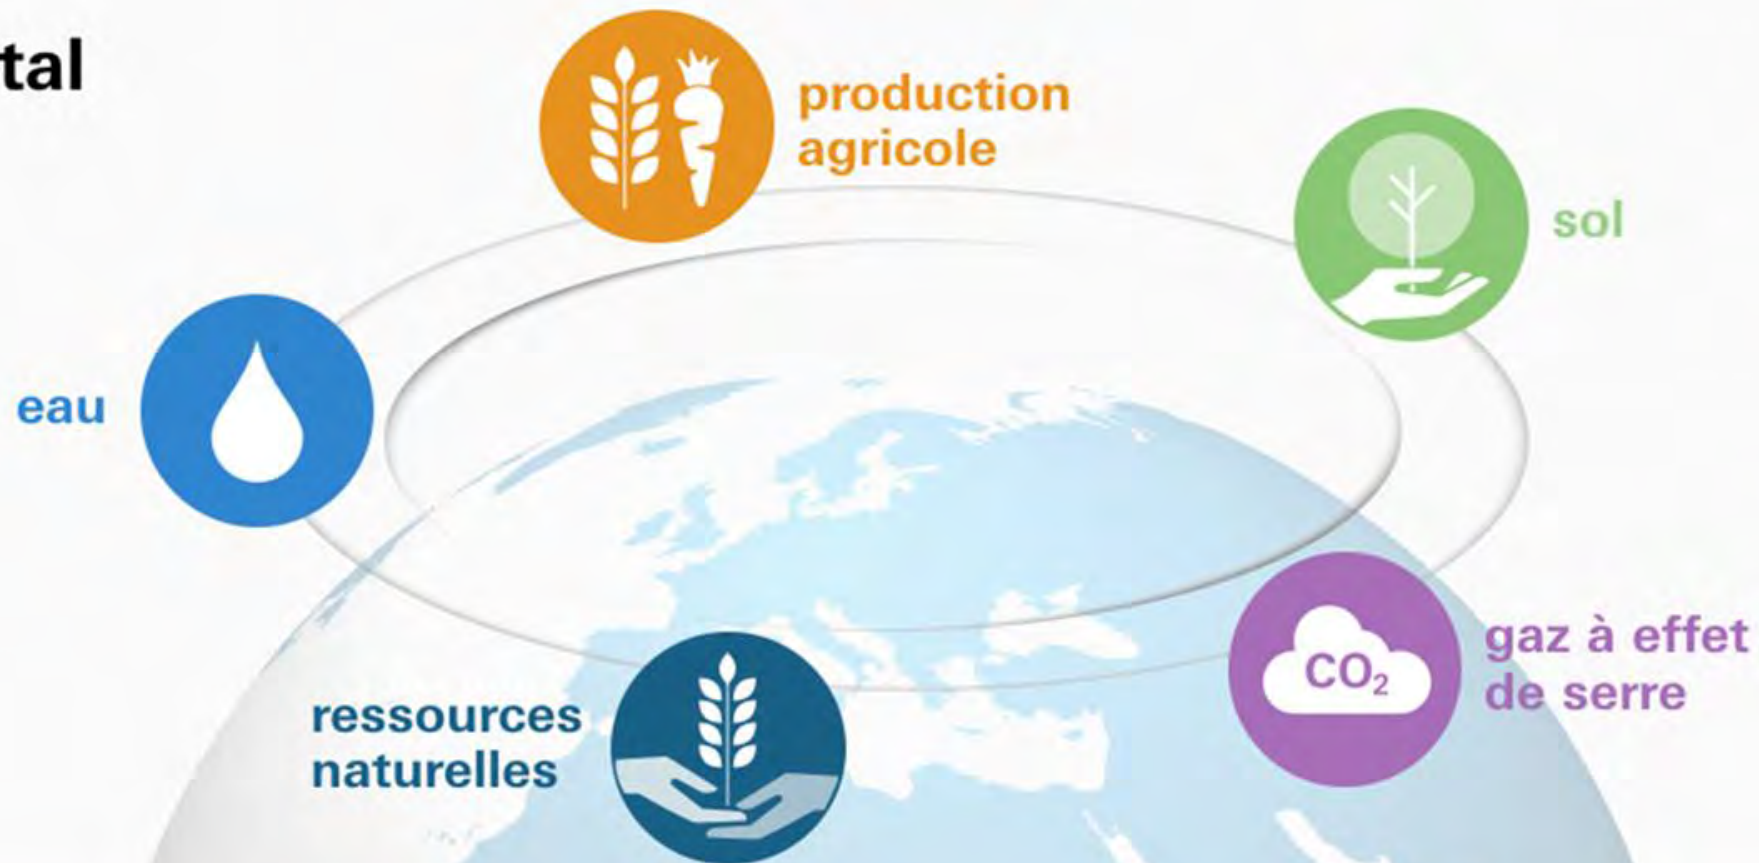 tal
production
agricole
sol
eau
gaz à effet
de serre
CO₂
ressources
naturelles